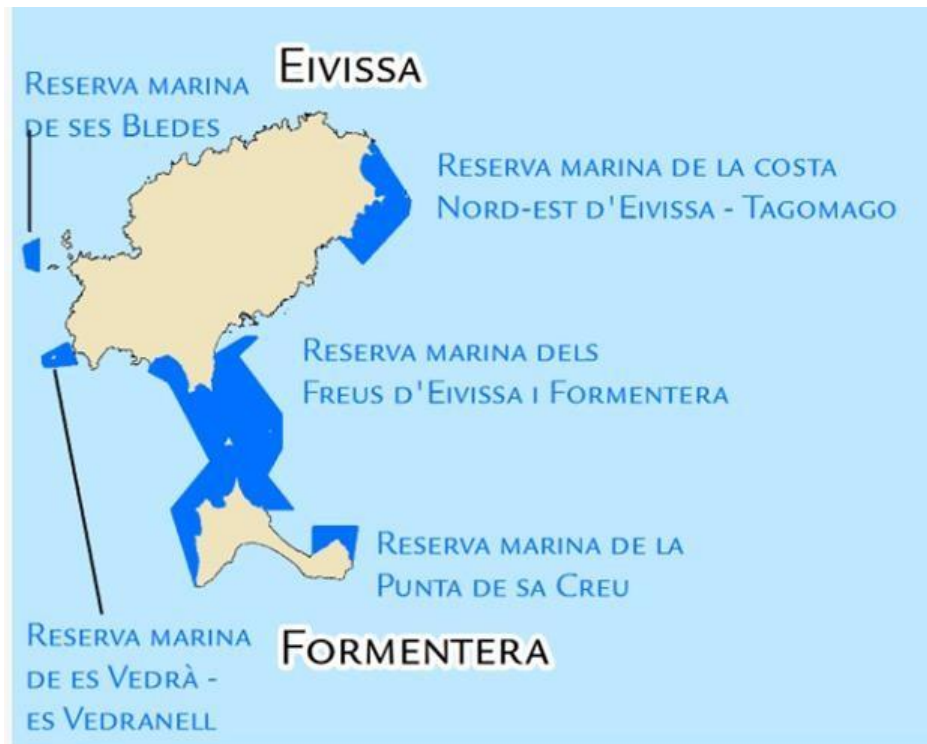 EIVISSA
RESERVA MARINA
DE SES BLEDES
RESERVA MARINA DE LA COSTA
NORD-EST D'EIVISSA - TAGOMAGO
RESERVA MARINA DELS
FREUS D'EIVISSA I FORMENTERA
RESERVA MARINA DE LA
PUNTA DE SA CREU
RESERVA MARINA
DE ES VEDRÀ -
ES VEDRANELL
FORMENTERA